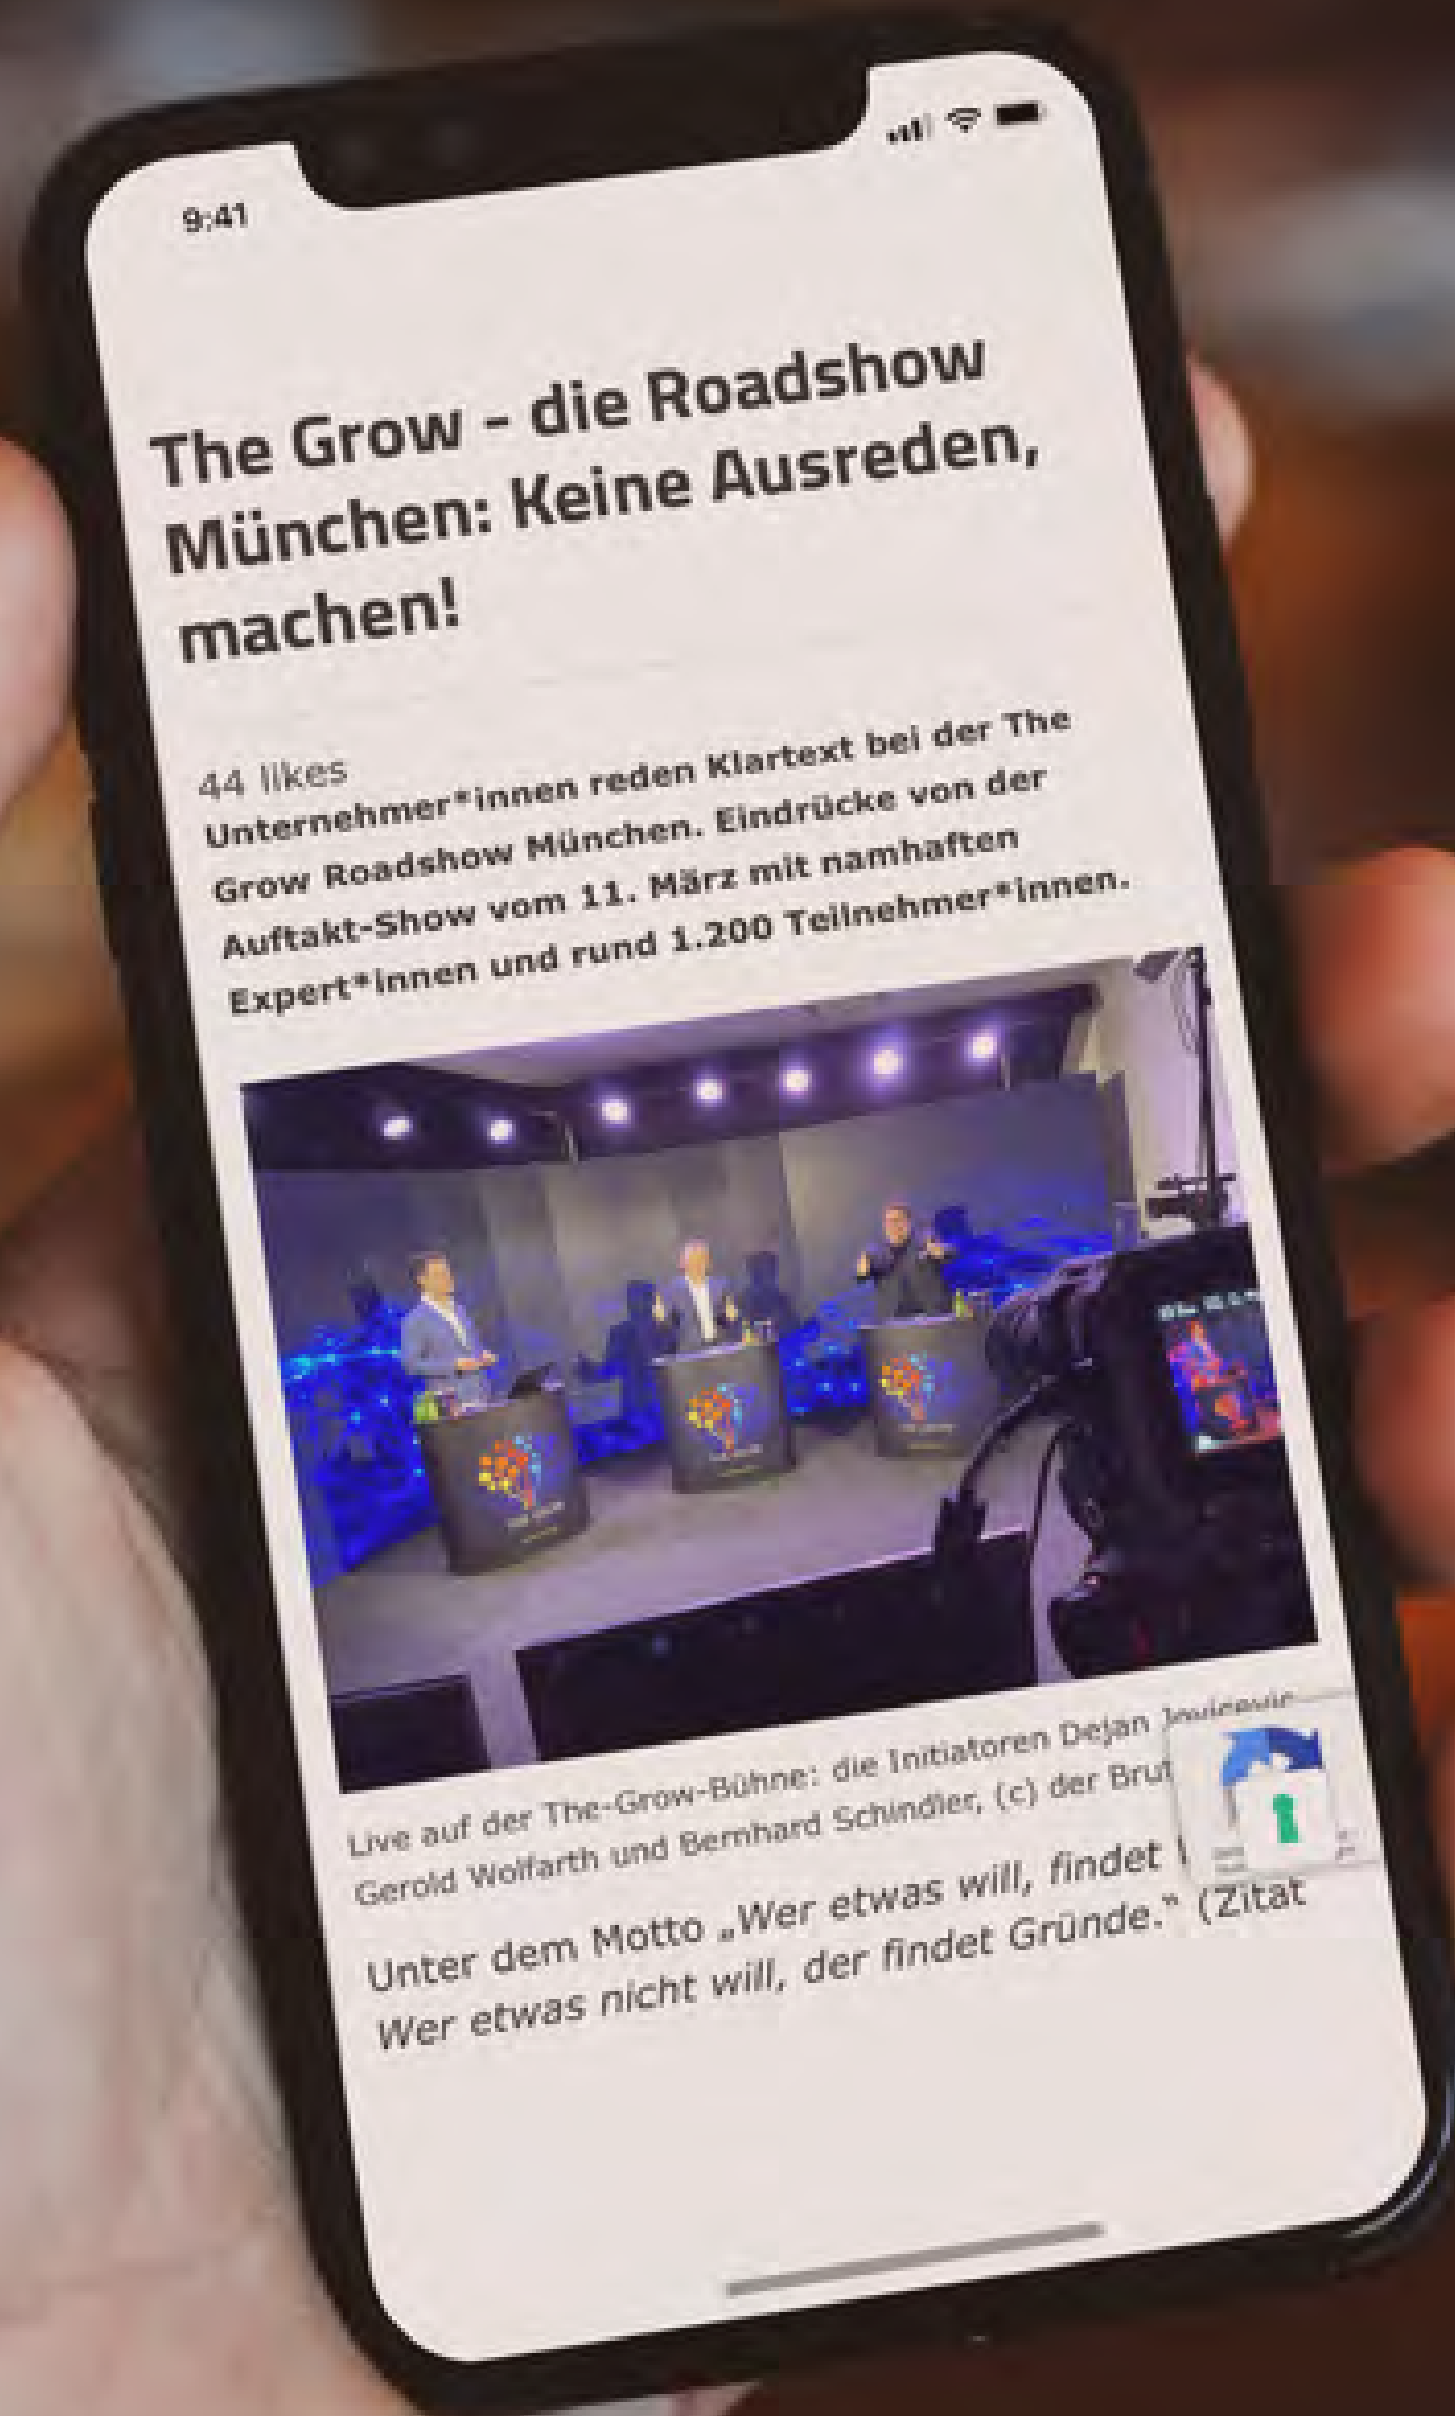 9:41
The Grow - die Roadshow
München: Keine Ausreden,
machen!
44 likes
Unternehmer*innen reden Klartext bei der The
Grow Roadshow München. Eindrücke von der
Auftakt-Show vom 11. März mit namhaften
Expert*innen und rund 1.200 Teilnehmer*innen.
Live auf der The-Grow-Bühne: die Initiatoren Dejan
Gerold Wolfarth und Bernhard Schindler, (c) der Brut
Unter dem Motto „Wer etwas will, findet
Wer etwas nicht will, der findet Gründe.“ (Zitat